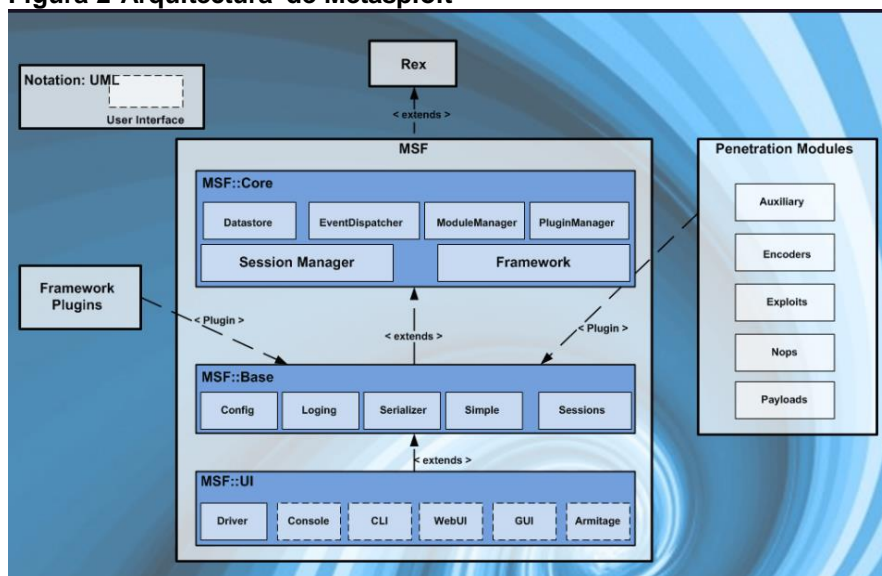 Figura 2 Arquitectura de Metasploit
Rex
Notation: UML
User Interface
< extends >
MSF
Penetration Modules
MSF::Core
Datastore
EventDispatcher
ModuleManager
PluginManager
Session Manager
Framework
Auxiliary
Encoders
Exploits
Nops
Payloads
Framework
Plugins
< Plugin >
< Plugin >
< extends >
MSF::Base
Config
Loging
Serializer
Simple
Sessions
< extends >
MSF::UI
Driver
Console
CLI
WebUI
GUI
Armitage